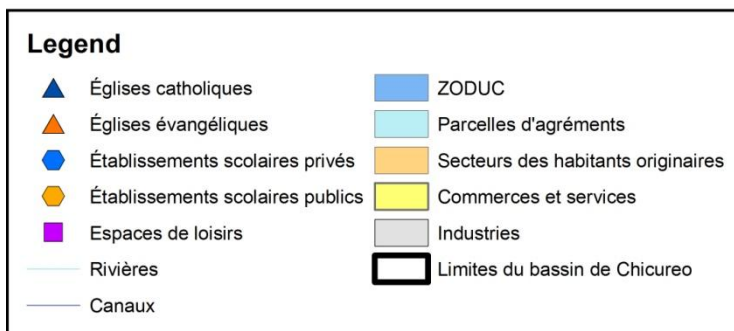 Legend
Églises catholiques
Églises évangéliques
Établissements scolaires privés
Établissements scolaires publics
Espaces de loisirs
Rivières
Canaux
ZODUC
Parcelles d'agréments
Secteurs des habitants originaires
Commerces et services
Industries
Limites du bassin de Chicureo